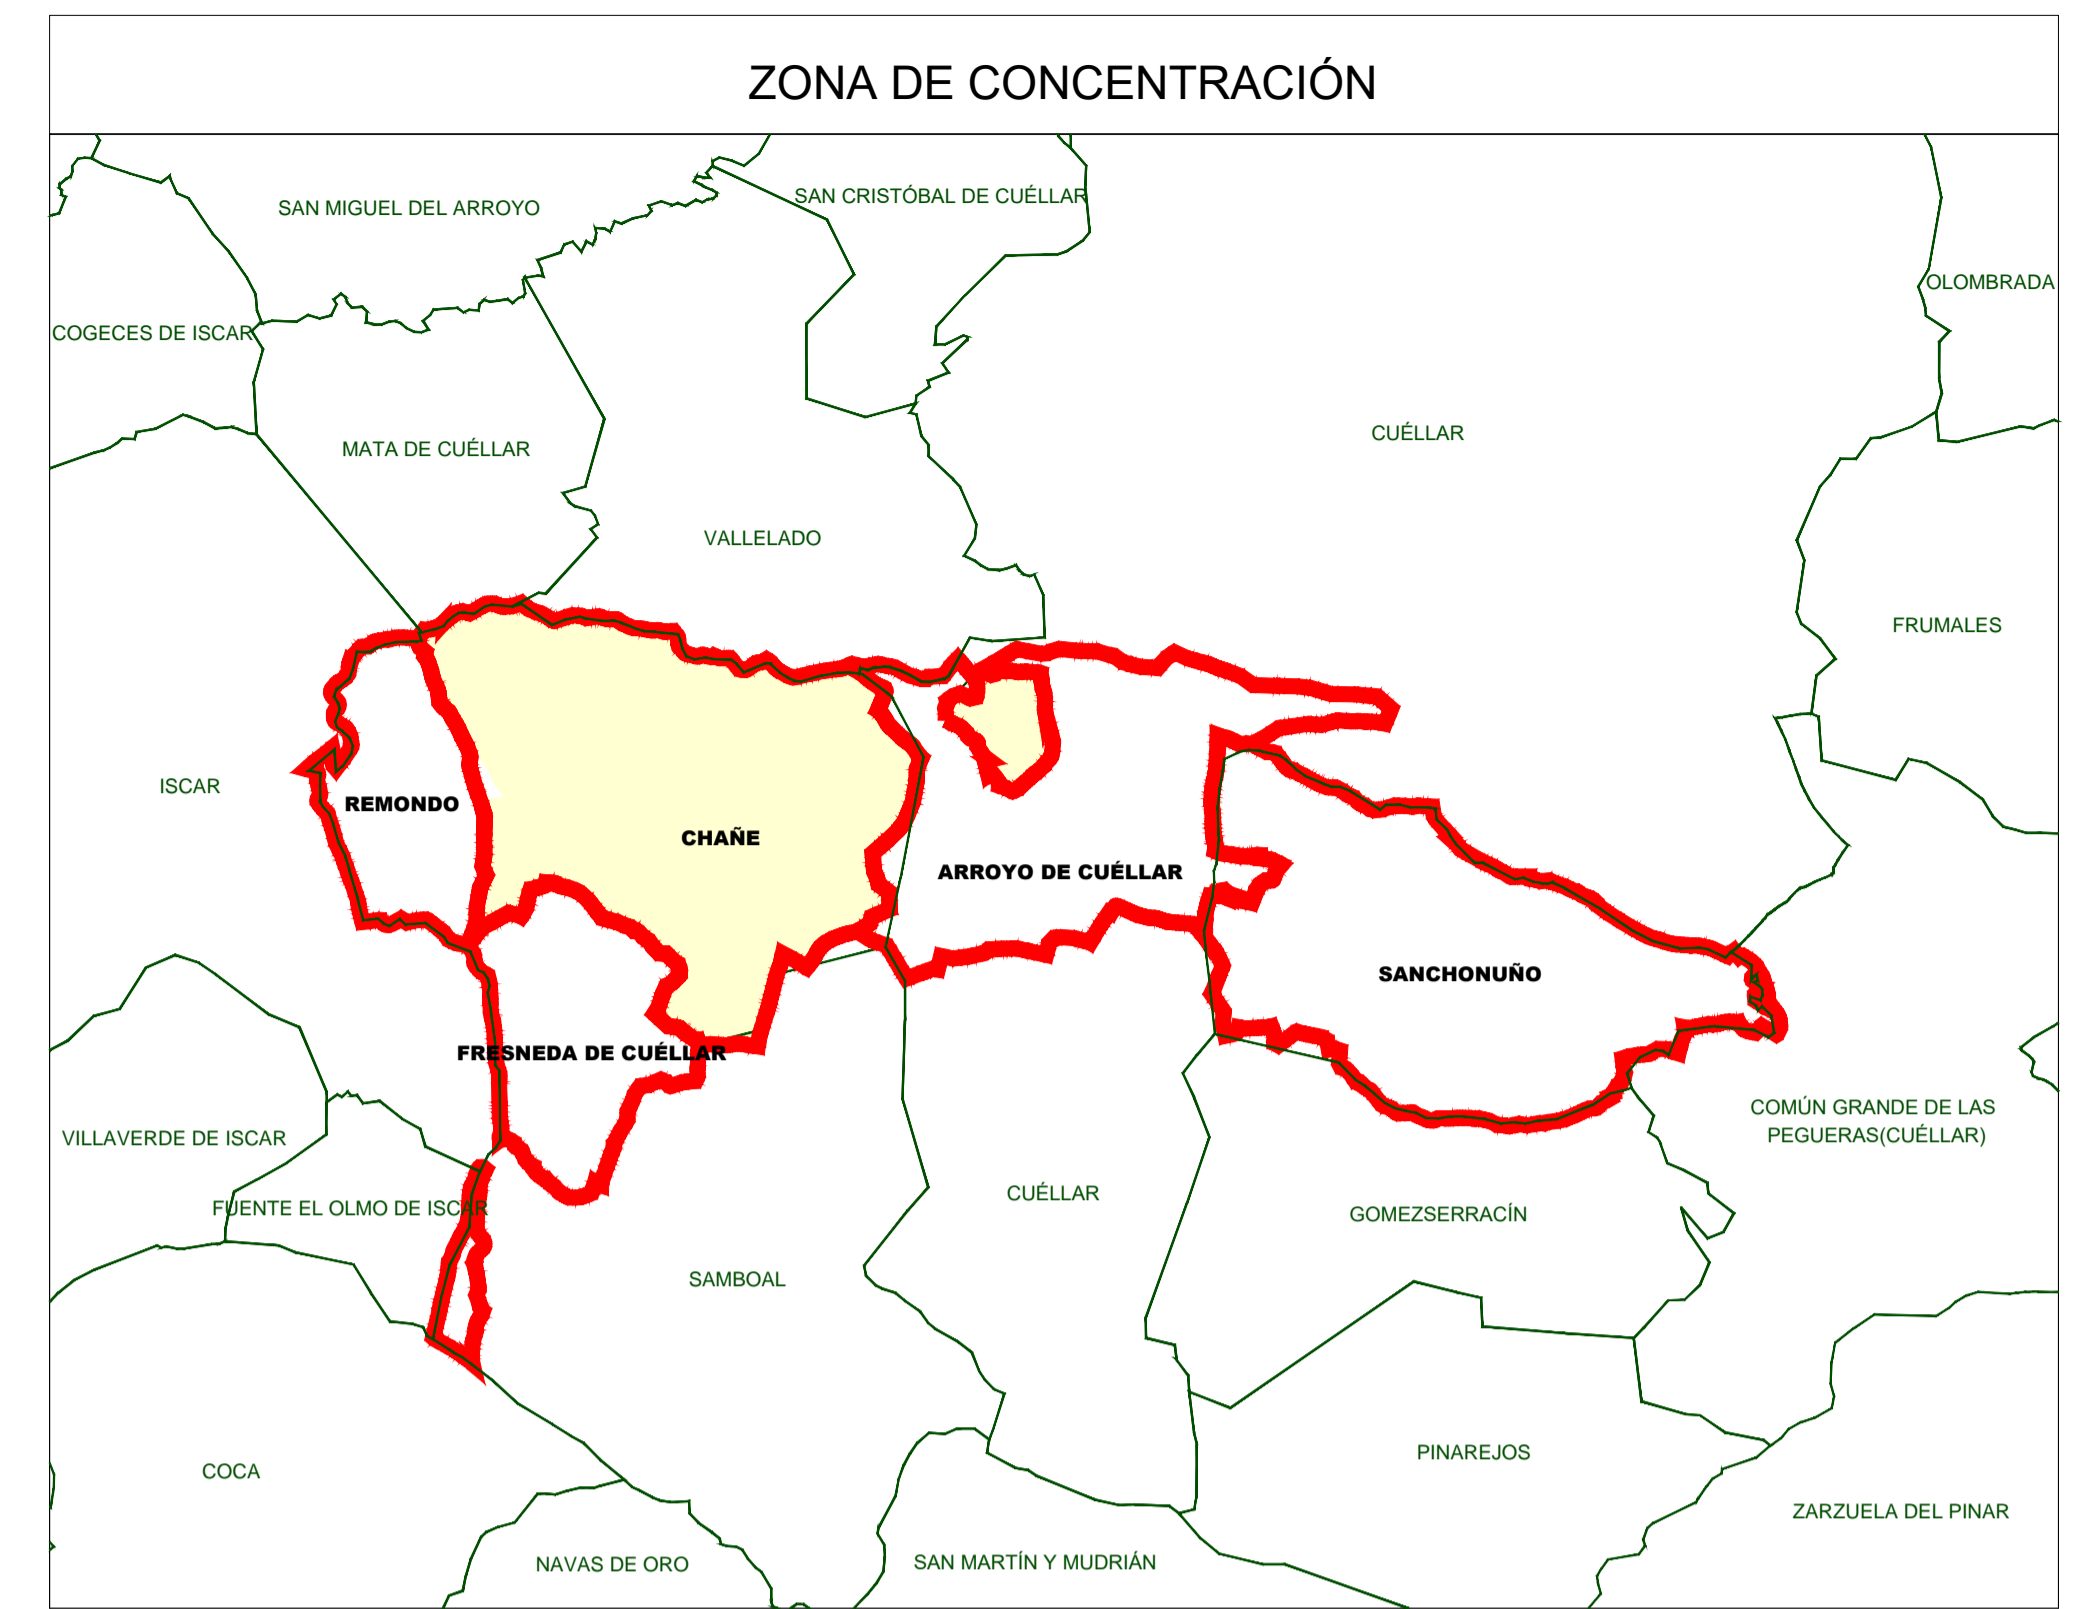 ZONA DE CONCENTRACIÓN
SAN CRISTÓBAL DE CUÉLLAR
SAN MIGUEL DEL ARROYO
OLOMBRADA
COGECES DE ISCAR
CUÉLLAR
MATA DE CUÉLLAR
VALLELADO
FRUMALES
ISCAR
REMONDO
CHAÑE
ARROYO DE CUÉLLAR
SANCHONUÑO
FRESNEDA DE CUÉLLAR
COMÚN GRANDE DE LAS
PEGUERAS(CUÉLLAR)
VILLAVERDE DE ISCAR
CUÉLLAR
FUENTE EL OLMO DE ISCAR
GOMEZSERRACÍN
SAMBOAL
PINAREJOS
COCA
ZARZUELA DEL PINAR
SAN MARTÍN Y MUDRIÁN
NAVAS DE ORO